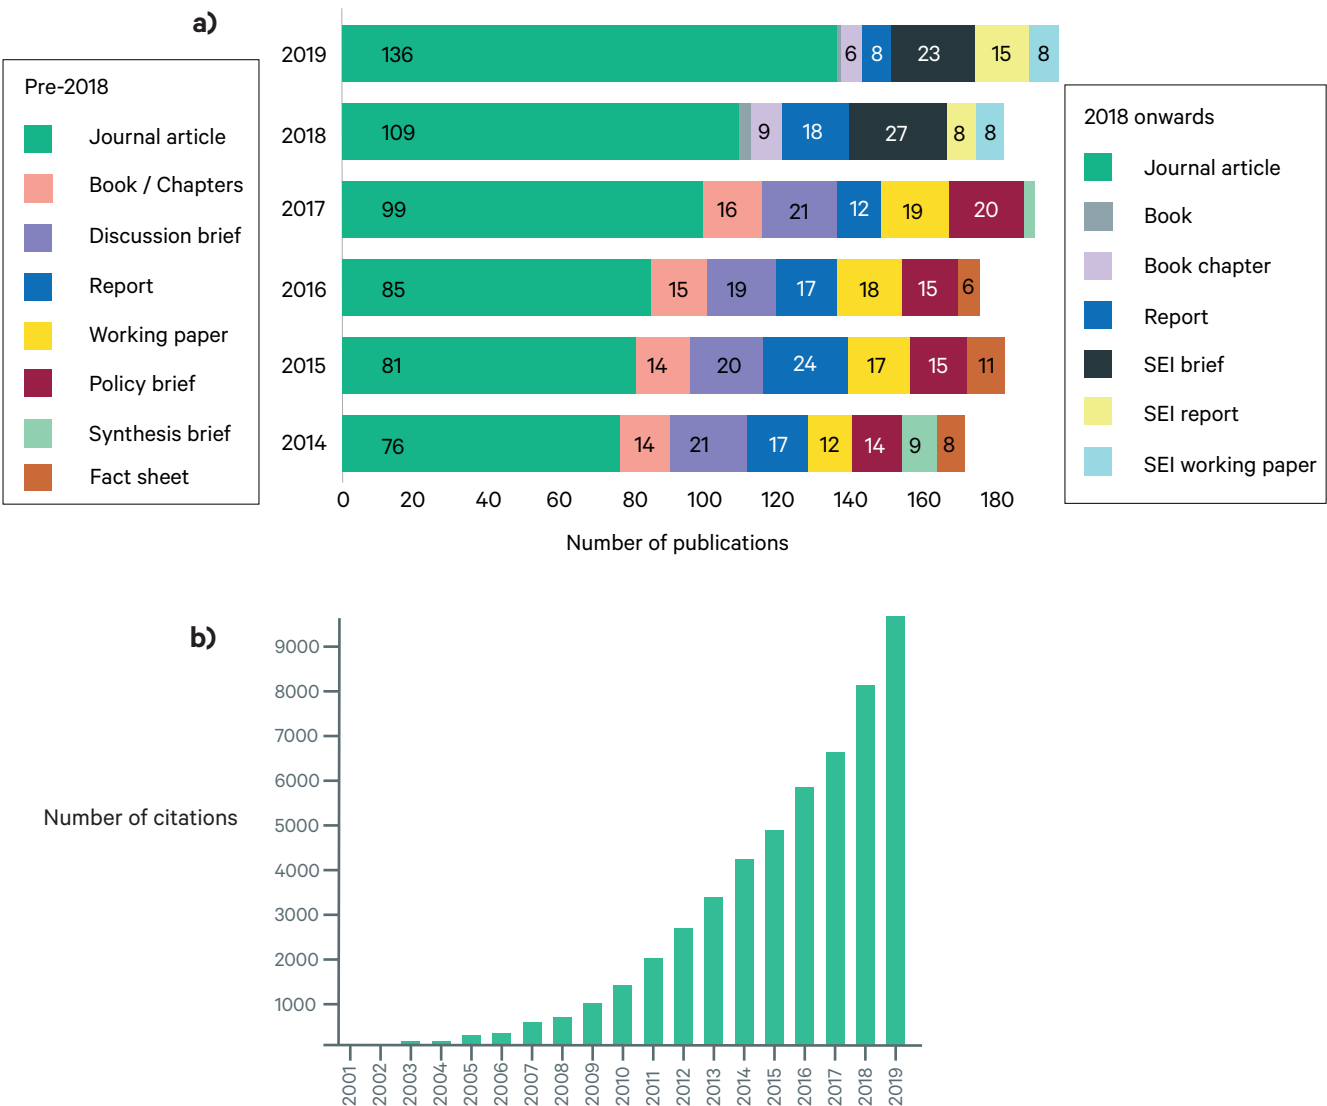 a)
Pre-2018
Journal article
Book / Chapters
Discussion brief
Report
Working paper
Policy brief
Synthesis brief
Fact sheet
2019 136 6 8 23 15 8
2018 109 9 18 27 8 8
2017 99 16 21 12 19 20
2016 85 15 19 17 18 15 6
2015 81 14 20 24 17 15 11
2014 76 14 21 17 12 14 9 8
0 20 40 60 80 100 120 140 160 180
Number of publications
2018 onwards
Journal article
Book
Book chapter
Report
SEI brief
SEI report
SEI working paper
b)
Number of citations
9000
8000
7000
6000
5000
4000
3000
2000
1000
2001 2002 2003 2004 2005 2006 2007 2008 2009 2010 2011 2012 2013 2014 2015 2016 2017 2018 2019